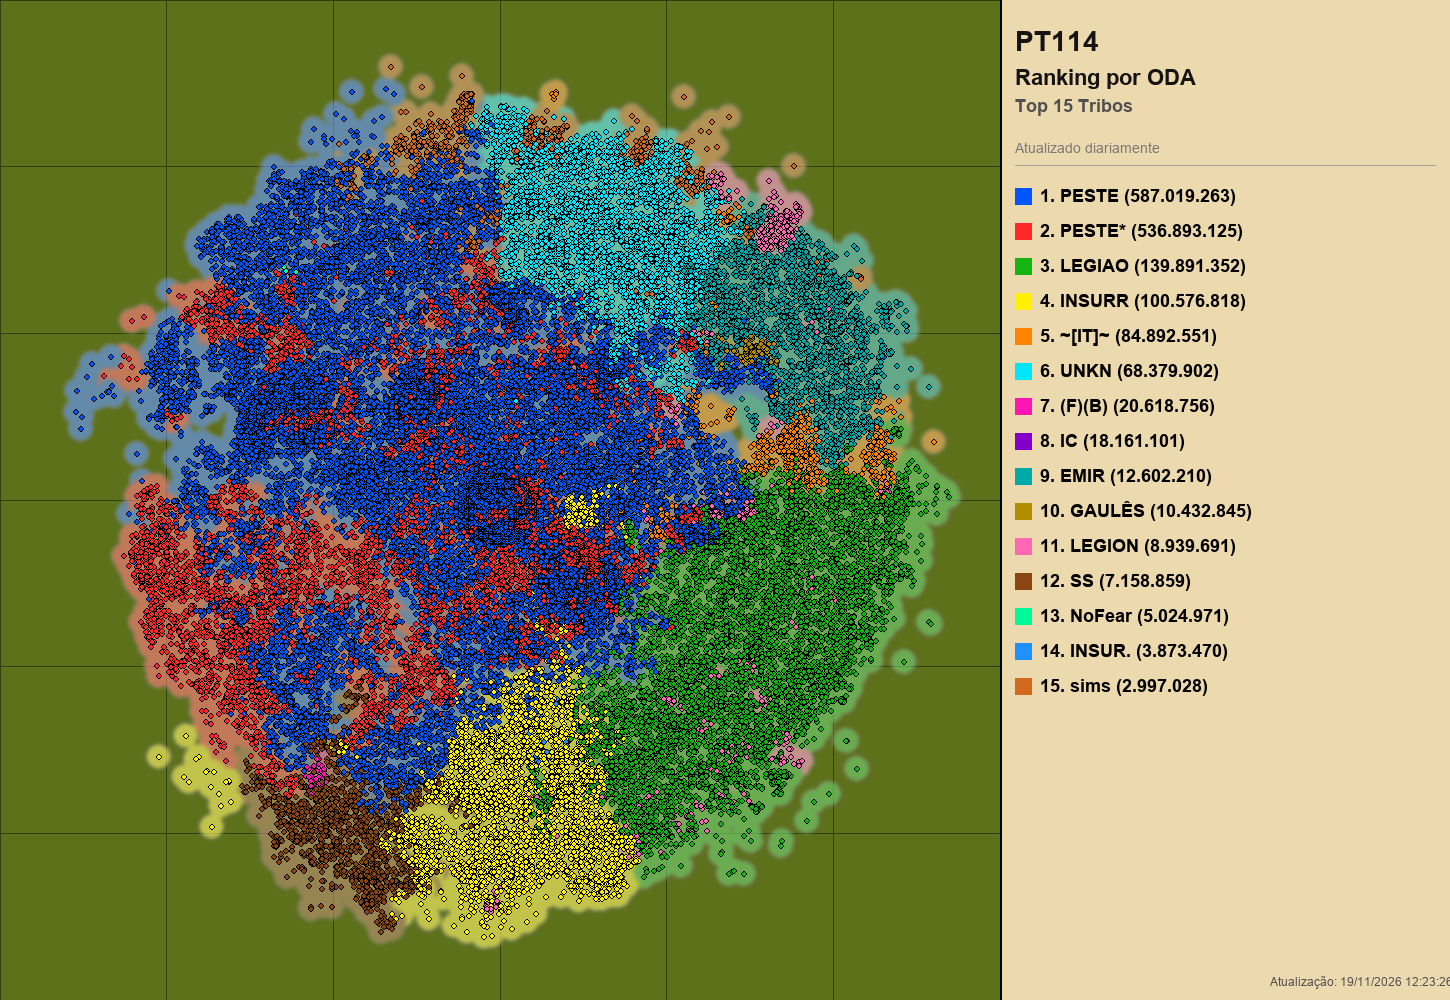 PT114
Ranking por ODA
Top 15 Tribos
Atualizado diariamente
1. PESTE (587.019.263)
2. PESTE* (536.893.125)
3. LEGIAO (139.891.352)
4. INSURR (100.576.818)
5. ~[IT]~ (84.892.551)
6. UNKN (68.379.902)
7. (F)(B) (20.618.756)
8. IC (18.161.101)
9. EMIR (12.602.210)
10. GAULÊS (10.432.845)
11. LEGION (8.939.691)
12. SS (7.158.859)
13. NoFear (5.024.971)
14. INSUR. (3.873.470)
15. sims (2.997.028)
Atualização: 19/11/2026 12:23:26